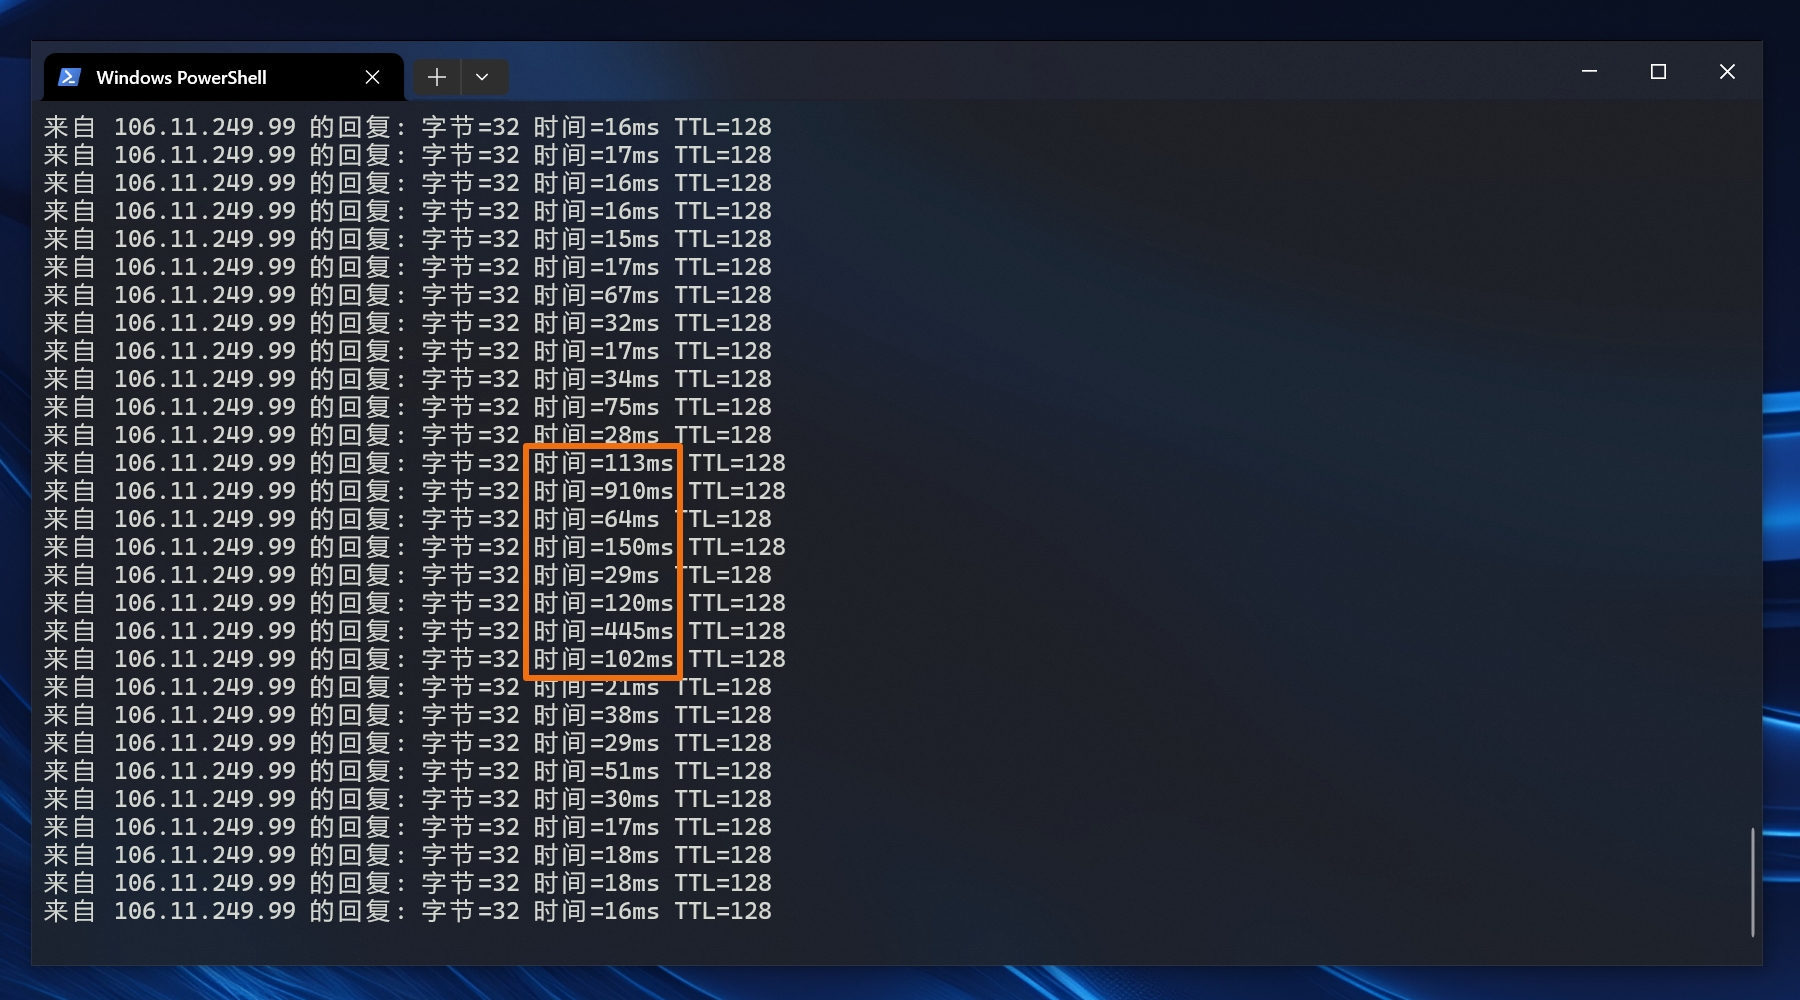 Windows PowerShell
来自 106.11.249.99 的回复: 字节=32 时间=16ms TTL=128
来自 106.11.249.99 的回复: 字节=32 时间=17ms TTL=128
来自 106.11.249.99 的回复: 字节=32 时间=16ms TTL=128
来自 106.11.249.99 的回复: 字节=32 时间=16ms TTL=128
来自 106.11.249.99 的回复: 字节=32 时间=15ms TTL=128
来自 106.11.249.99 的回复: 字节=32 时间=17ms TTL=128
来自 106.11.249.99 的回复: 字节=32 时间=67ms TTL=128
来自 106.11.249.99 的回复: 字节=32 时间=32ms TTL=128
来自 106.11.249.99 的回复: 字节=32 时间=17ms TTL=128
来自 106.11.249.99 的回复: 字节=32 时间=34ms TTL=128
来自 106.11.249.99 的回复: 字节=32 时间=75ms TTL=128
来自 106.11.249.99 的回复: 字节=32 时间=28ms TTL=128
来自 106.11.249.99 的回复: 字节=32 时间=113ms TTL=128
来自 106.11.249.99 的回复: 字节=32 时间=910ms TTL=128
来自 106.11.249.99 的回复: 字节=32 时间=64ms TTL=128
来自 106.11.249.99 的回复: 字节=32 时间=150ms TTL=128
来自 106.11.249.99 的回复: 字节=32 时间=29ms TTL=128
来自 106.11.249.99 的回复: 字节=32 时间=120ms TTL=128
来自 106.11.249.99 的回复: 字节=32 时间=445ms TTL=128
来自 106.11.249.99 的回复: 字节=32 时间=102ms TTL=128
来自 106.11.249.99 的回复: 字节=32 时间=21ms TTL=128
来自 106.11.249.99 的回复: 字节=32 时间=38ms TTL=128
来自 106.11.249.99 的回复: 字节=32 时间=29ms TTL=128
来自 106.11.249.99 的回复: 字节=32 时间=51ms TTL=128
来自 106.11.249.99 的回复: 字节=32 时间=30ms TTL=128
来自 106.11.249.99 的回复: 字节=32 时间=17ms TTL=128
来自 106.11.249.99 的回复: 字节=32 时间=18ms TTL=128
来自 106.11.249.99 的回复: 字节=32 时间=18ms TTL=128
来自 106.11.249.99 的回复: 字节=32 时间=16ms TTL=128